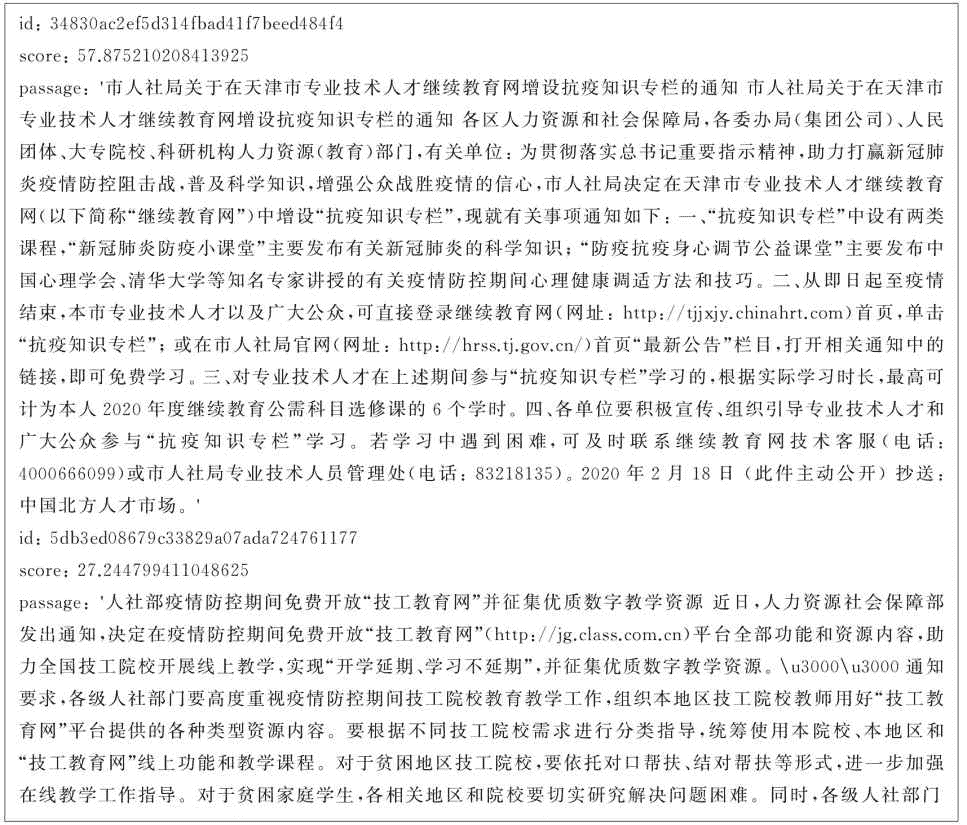 id: 34830ac2ef5d314fbad41f7beed484f4
score: 57.875210208413925
passage: '市人社局关于在天津市专业技术人才继续教育网增设抗疫知识专栏的通知 市人社局关于在天津市
专业技术人才继续教育网增设抗疫知识专栏的通知 各区人力资源和社会保障局,各委办局(集团公司)、人民
团体、大专院校、科研机构人力资源(教育)部门,有关单位: 为贯彻落实总书记重要指示精神,助力打赢新冠肺
炎疫情防控阻击战,普及科学知识,增强公众战胜疫情的信心,市人社局决定在天津市专业技术人才继续教育
网(以下简称“继续教育网”)中增设“抗疫知识专栏”,现就有关事项通知如下: 一、“抗疫知识专栏”中设有两类
课程,“新冠肺炎防疫小课堂”主要发布有关新冠肺炎的科学知识; “防疫抗疫身心调节公益课堂”主要发布中
国心理学会、清华大学等知名专家讲授的有关疫情防控期间心理健康调适方法和技巧。二、从即日起至疫情
结束,本市专业技术人才以及广大公众,可直接登录继续教育网(网址: http://tjjxjy.chinahrt.com)首页,单击
“抗疫知识专栏”; 或在市人社局官网(网址: http://hrss.tj.gov.cn/)首页“最新公告”栏目,打开相关通知中的
链接,即可免费学习。三、对专业技术人才在上述期间参与“抗疫知识专栏”学习的,根据实际学习时长,最高可
计为本人 2020 年度继续教育公需科目选修课的 6 个学时。四、各单位要积极宣传、组织引导专业技术人才和
广大公众参与“抗疫知识专栏”学习。若学习中遇到困难,可及时联系继续教育网技术客服(电话:
4000666099)或市人社局专业技术人员管理处(电话: 83218135)。2020 年 2 月 18 日 (此件主动公开) 抄送:
中国北方人才市场。'
id: 5db3ed08679c33829a07ada724761177
score: 27.244799411048625
passage: '人社部疫情防控期间免费开放“技工教育网”并征集优质数字教学资源 近日,人力资源社会保障部
发出通知,决定在疫情防控期间免费开放“技工教育网”(http://jg.class.com.cn)平台全部功能和资源内容,助
力全国技工院校开展线上教学,实现“开学延期、学习不延期”,并征集优质数字教学资源。\u3000\u3000 通知
要求,各级人社部门要高度重视疫情防控期间技工院校教育教学工作,组织本地区技工院校教师用好“技工教
育网”平台提供的各种类型资源内容。要根据不同技工院校需求进行分类指导,统筹使用本院校、本地区和
“技工教育网”线上功能和教学课程。对于贫困地区技工院校,要依托对口帮扶、结对帮扶等形式,进一步加强
在线教学工作指导。对于贫困家庭学生,各相关地区和院校要切实研究解决问题困难。同时,各级人社部门